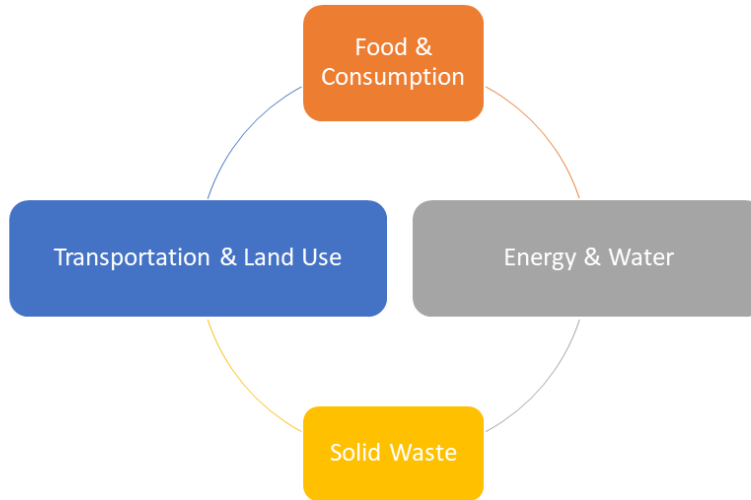 Food &
Consumption
Transportation & Land Use
Energy & Water
Solid Waste